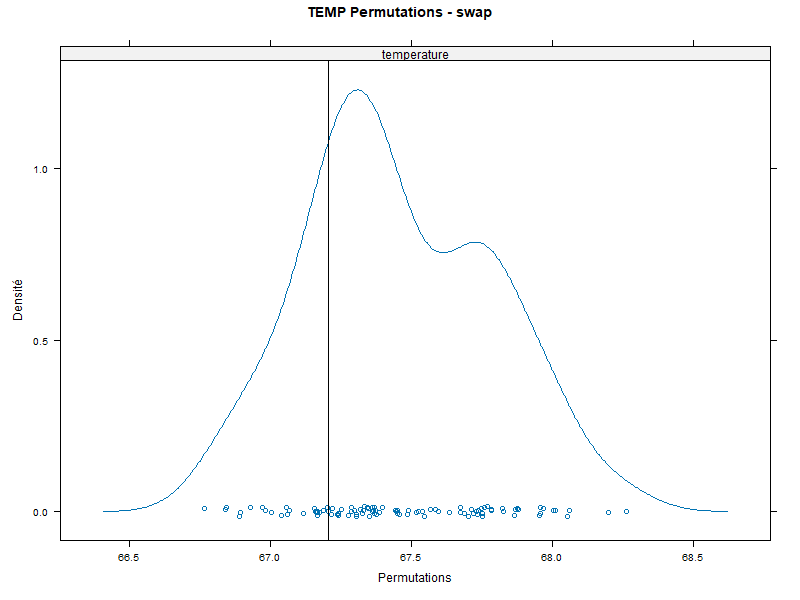 TEMP Permutations - swap
temperature
1.0
0.5
0.0
Densité
66.5 67.0 67.5 68.0 68.5
Permutations